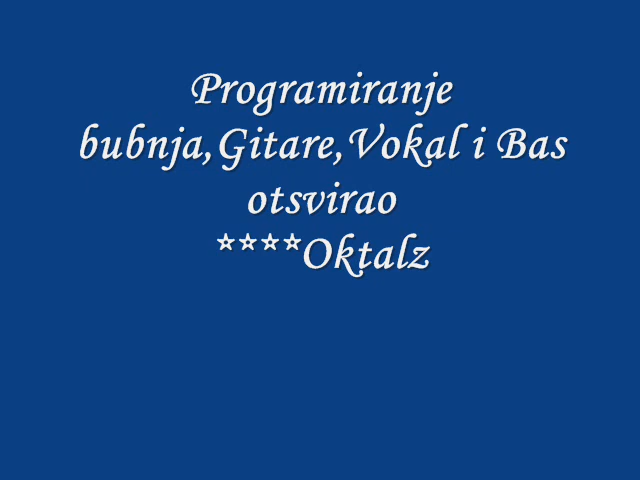 Programiranje
bubnja,Gitare,Vokal i Bas
otsvirao
****Oktalz